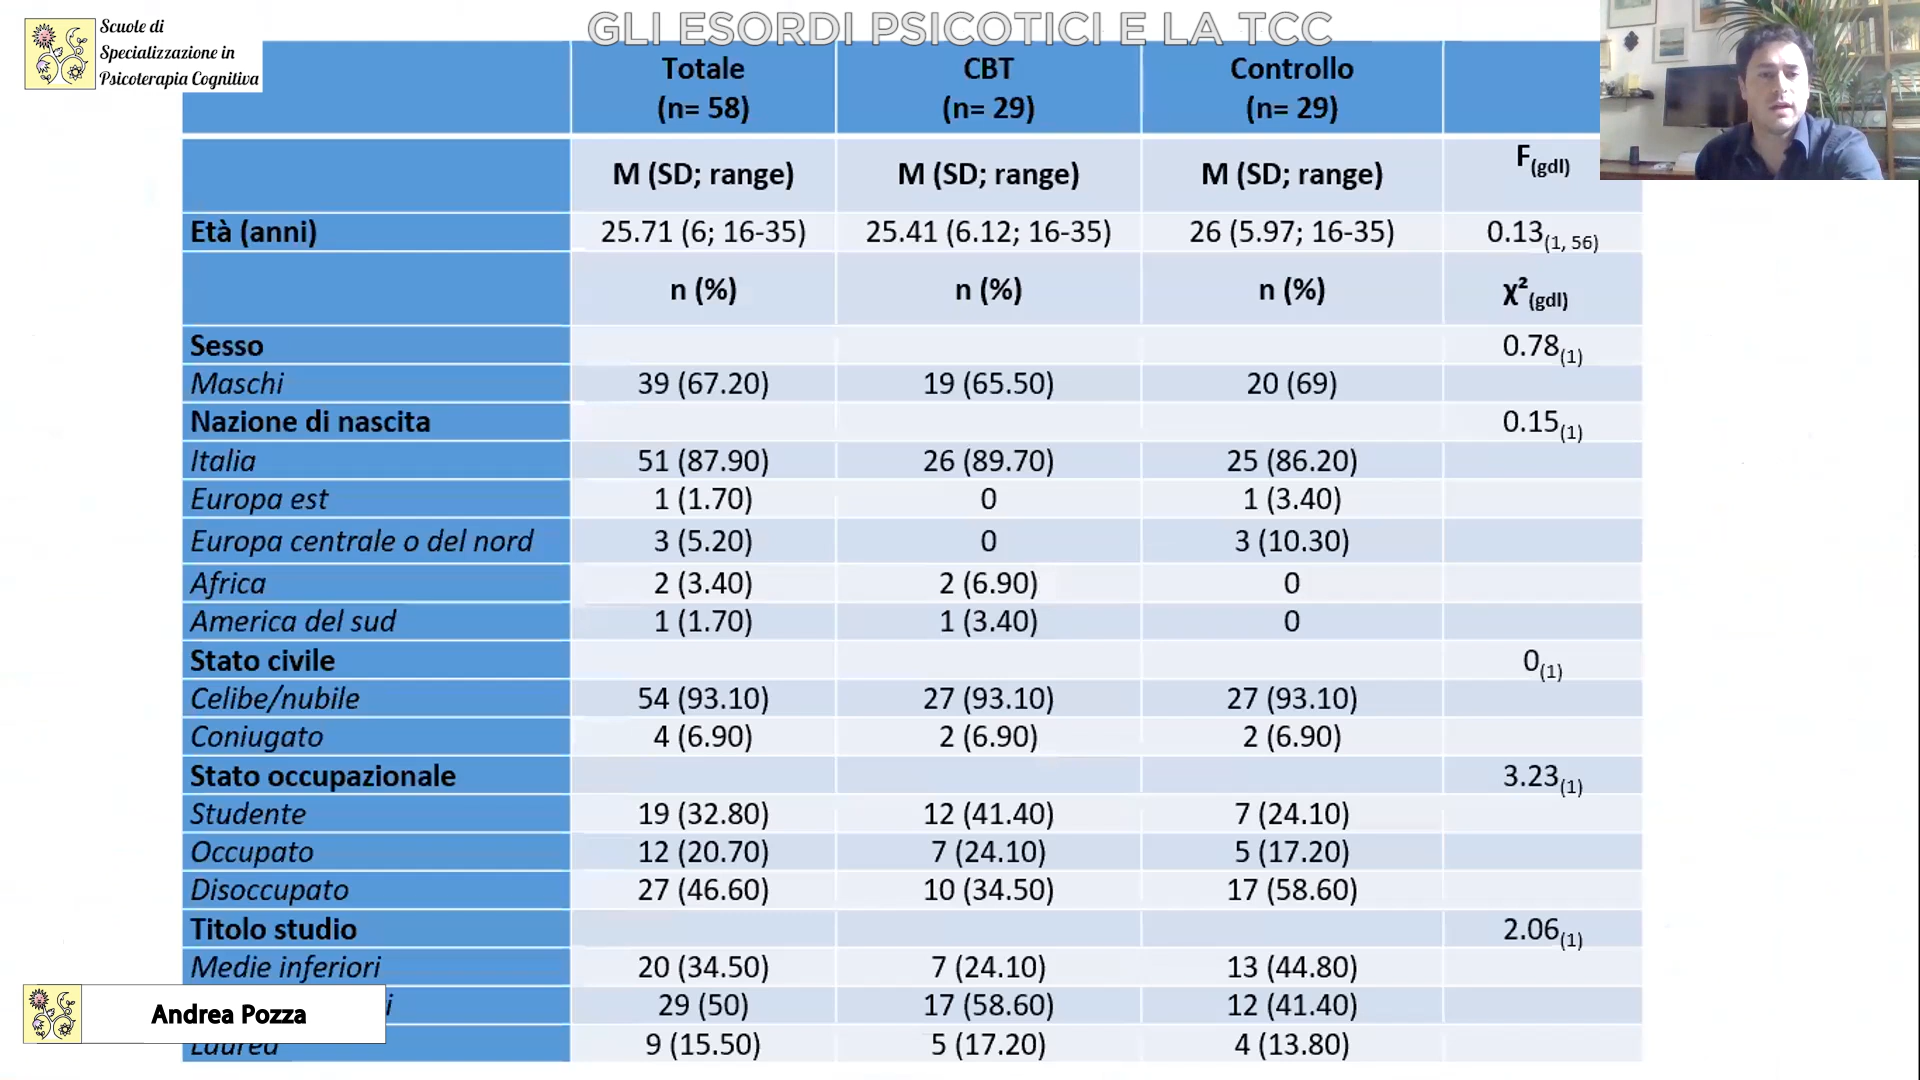 Scuole di
Specializzazione in
Psicoterapia Cognitiva
GLI ESORDI PSICOTICI E LA TCC
Totale CBT Controllo
(n= 58) (n= 29) (n= 29)
M (SD; range) M (SD; range) M (SD; range) F(gdl)
Età (anni) 25.71 (6; 16-35) 25.41 (6.12; 16-35) 26 (5.97; 16-35) 0.13(1, 56)
n (%) n (%) n (%) χ²(gdl)
Sesso 0.78(1)
Maschi 39 (67.20) 19 (65.50) 20 (69)
Nazione di nascita 0.15(1)
Italia 51 (87.90) 26 (89.70) 25 (86.20)
Europa est 1 (1.70) 0 1 (3.40)
Europa centrale o del nord 3 (5.20) 0 3 (10.30)
Africa 2 (3.40) 2 (6.90) 0
America del sud 1 (1.70) 1 (3.40) 0
Stato civile 0(1)
Celibe/nubile 54 (93.10) 27 (93.10) 27 (93.10)
Coniugato 4 (6.90) 2 (6.90) 2 (6.90)
Stato occupazionale 3.23(1)
Studente 19 (32.80) 12 (41.40) 7 (24.10)
Occupato 12 (20.70) 7 (24.10) 5 (17.20)
Disoccupato 27 (46.60) 10 (34.50) 17 (58.60)
Titolo studio 2.06(1)
Medie inferiori 20 (34.50) 7 (24.10) 13 (44.80)
29 (50) 17 (58.60) 12 (41.40)
Laurea 9 (15.50) 5 (17.20) 4 (13.80)
Andrea Pozza